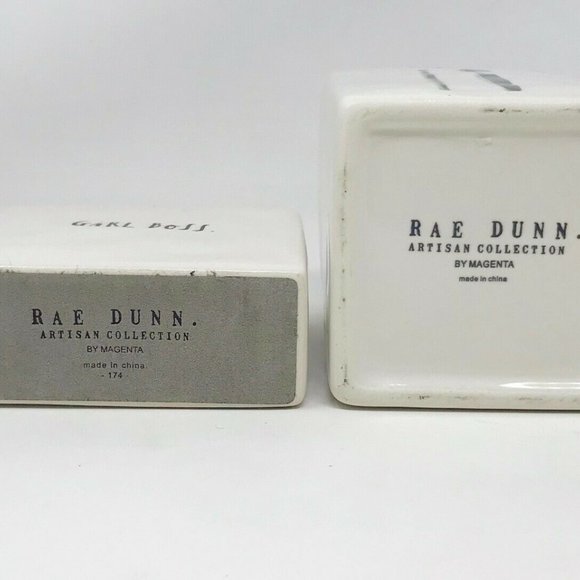 GARL BOSS.
RAE DUNN.
ARTISAN COLLECTION
BY MAGENTA
made in china.
- 174 -
RAE DUNN.
ARTISAN COLLECTION
BY MAGENTA
made in china